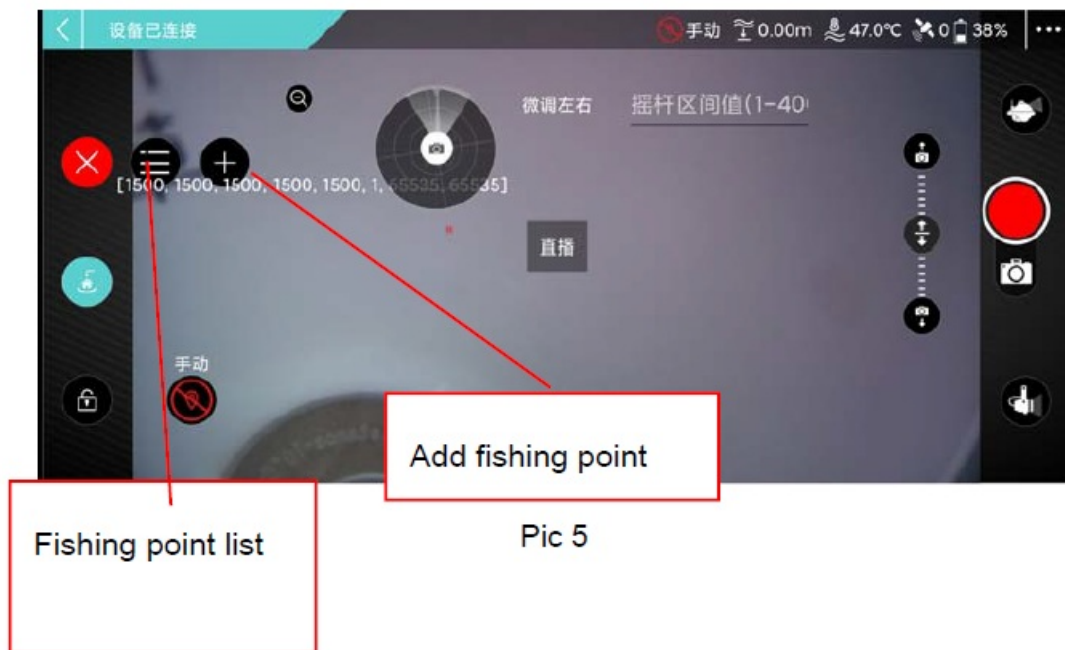 设备已连接
手动 0.00m 47.0℃ 0 38%
微调左右 摇杆区间值(1-40
[1500, 1500, 1500, 1500, 1500, 1, 65535, 65535]
直播
手动
Add fishing point
Fishing point list
Pic 5